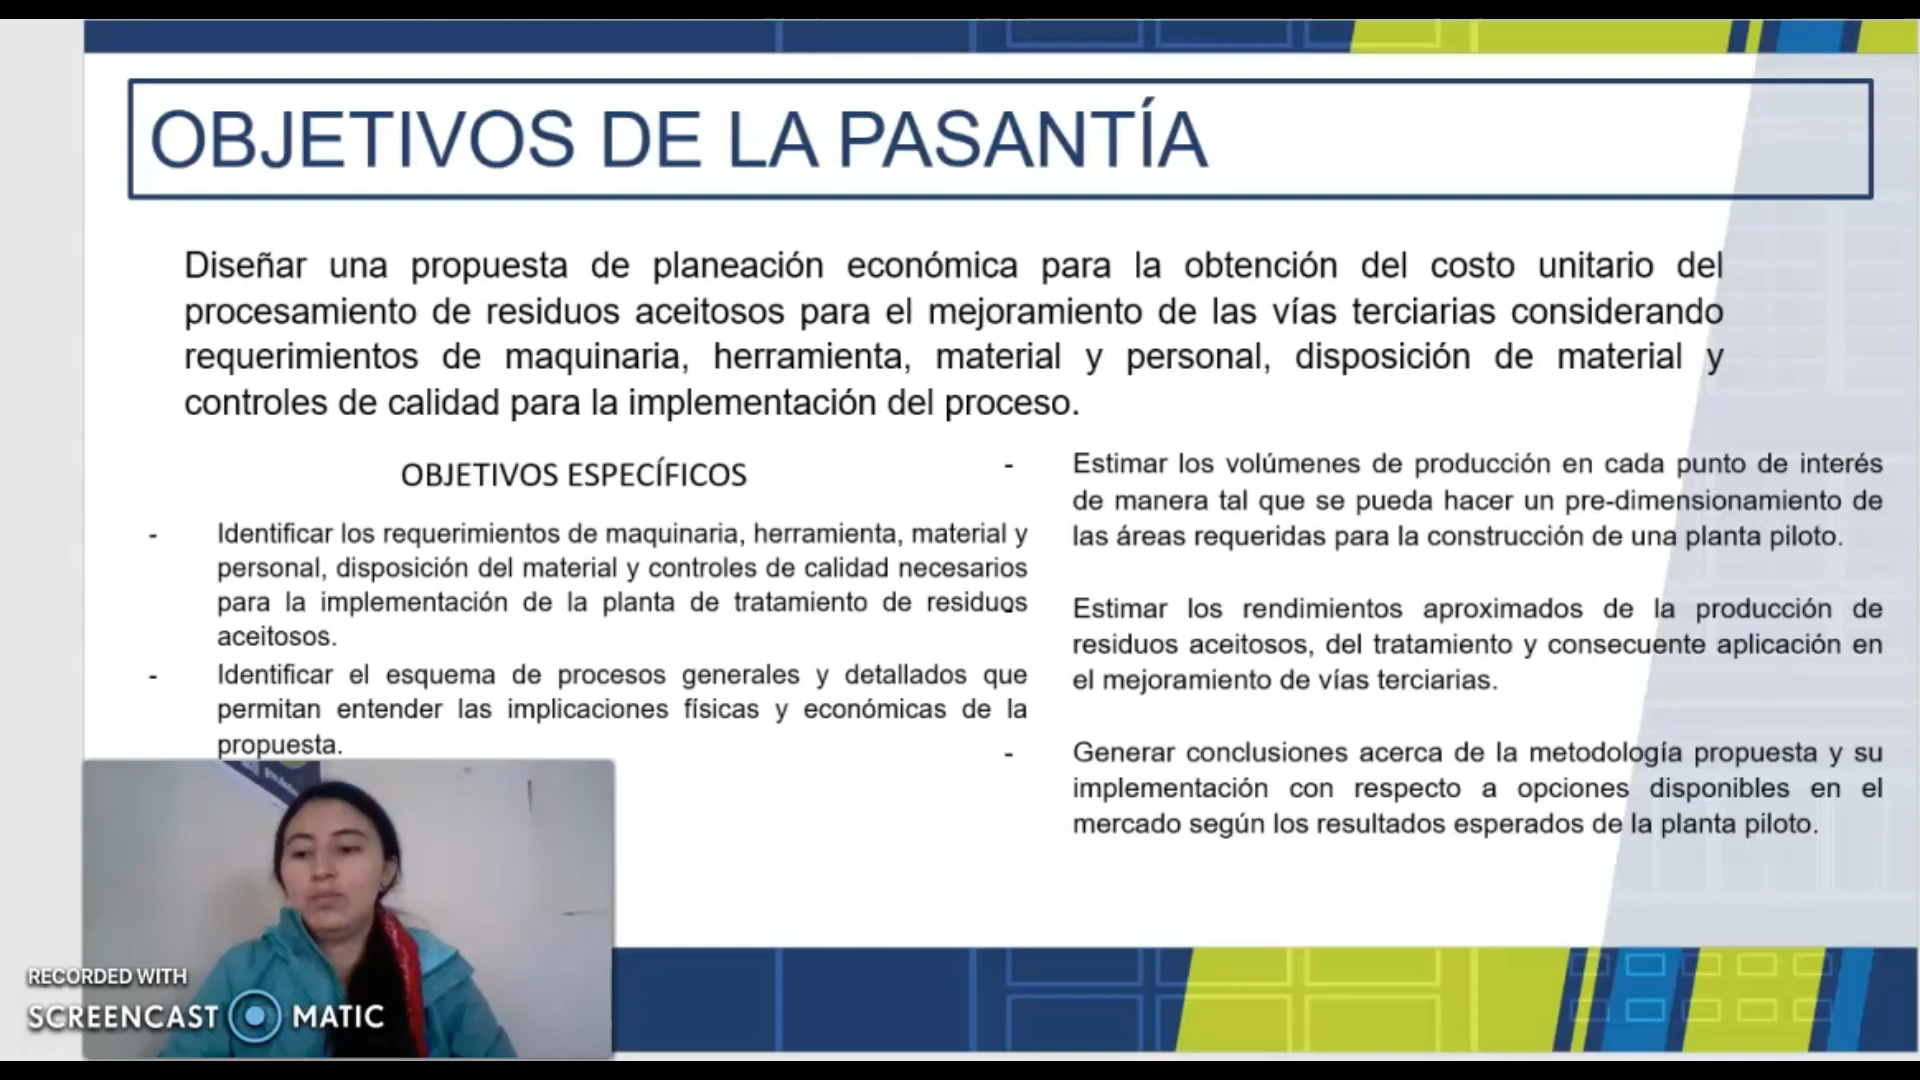 OBJETIVOS DE LA PASANTÍA
Diseñar una propuesta de planeación económica para la obtención del costo unitario del
procesamiento de residuos aceitosos para el mejoramiento de las vías terciarias considerando
requerimientos de maquinaria, herramienta, material y personal, disposición de material y
controles de calidad para la implementación del proceso.
OBJETIVOS ESPECÍFICOS
- Identificar los requerimientos de maquinaria, herramienta, material y
personal, disposición del material y controles de calidad necesarios
para la implementación de la planta de tratamiento de residuos
aceitosos.
- Identificar el esquema de procesos generales y detallados que
permitan entender las implicaciones físicas y económicas de la
propuesta.
- Estimar los volúmenes de producción en cada punto de interés
de manera tal que se pueda hacer un pre-dimensionamiento de
las áreas requeridas para la construcción de una planta piloto.
- Estimar los rendimientos aproximados de la producción de
residuos aceitosos, del tratamiento y consecuente aplicación en
el mejoramiento de vías terciarias.
- Generar conclusiones acerca de la metodología propuesta y su
implementación con respecto a opciones disponibles en el
mercado según los resultados esperados de la planta piloto.
RECORDED WITH
SCREENCAST MATIC